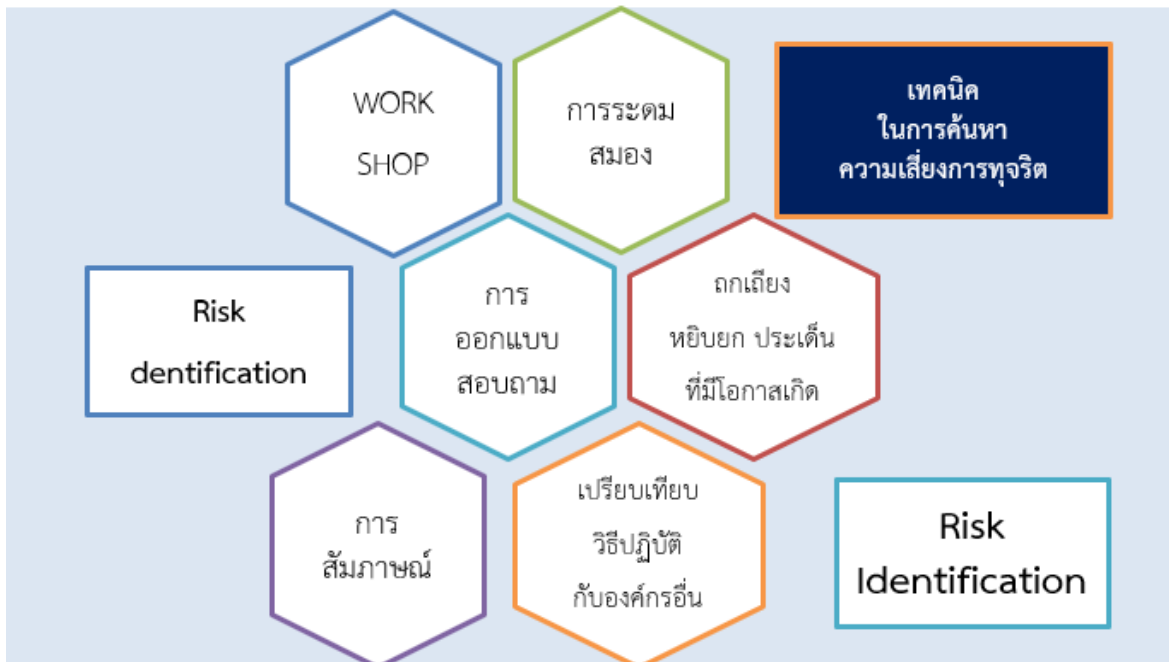 WORK
SHOP
การระดม
สมอง
เทคนิค
ในการค้นหา
ความเสี่ยงการทุจริต
Risk
dentification
การ
ออกแบบ
สอบถาม
ถกเถียง
หยิบยก ประเด็น
ที่มีโอกาสเกิด
การ
สัมภาษณ์
เปรียบเทียบ
วิธีปฏิบัติ
กับองค์กรอื่น
Risk
Identification